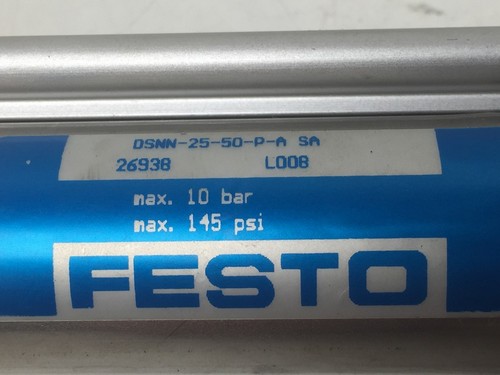 DSNN-25-50-P-A SA
26938 L008
max. 10 bar
max. 145 psi
FESTO